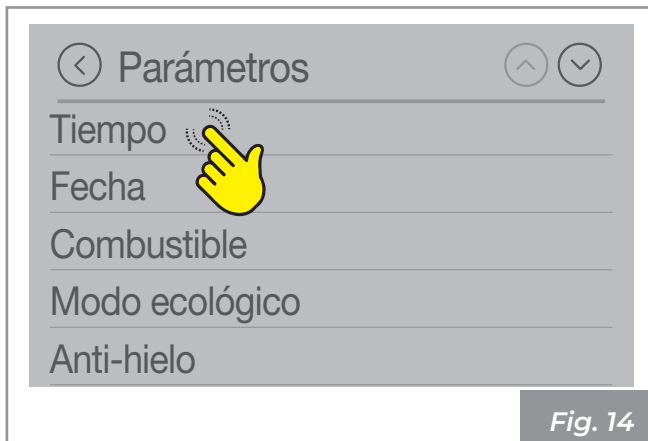 Parámetros
Tiempo
Fecha
Combustible
Modo ecológico
Anti-hielo
Fig. 14